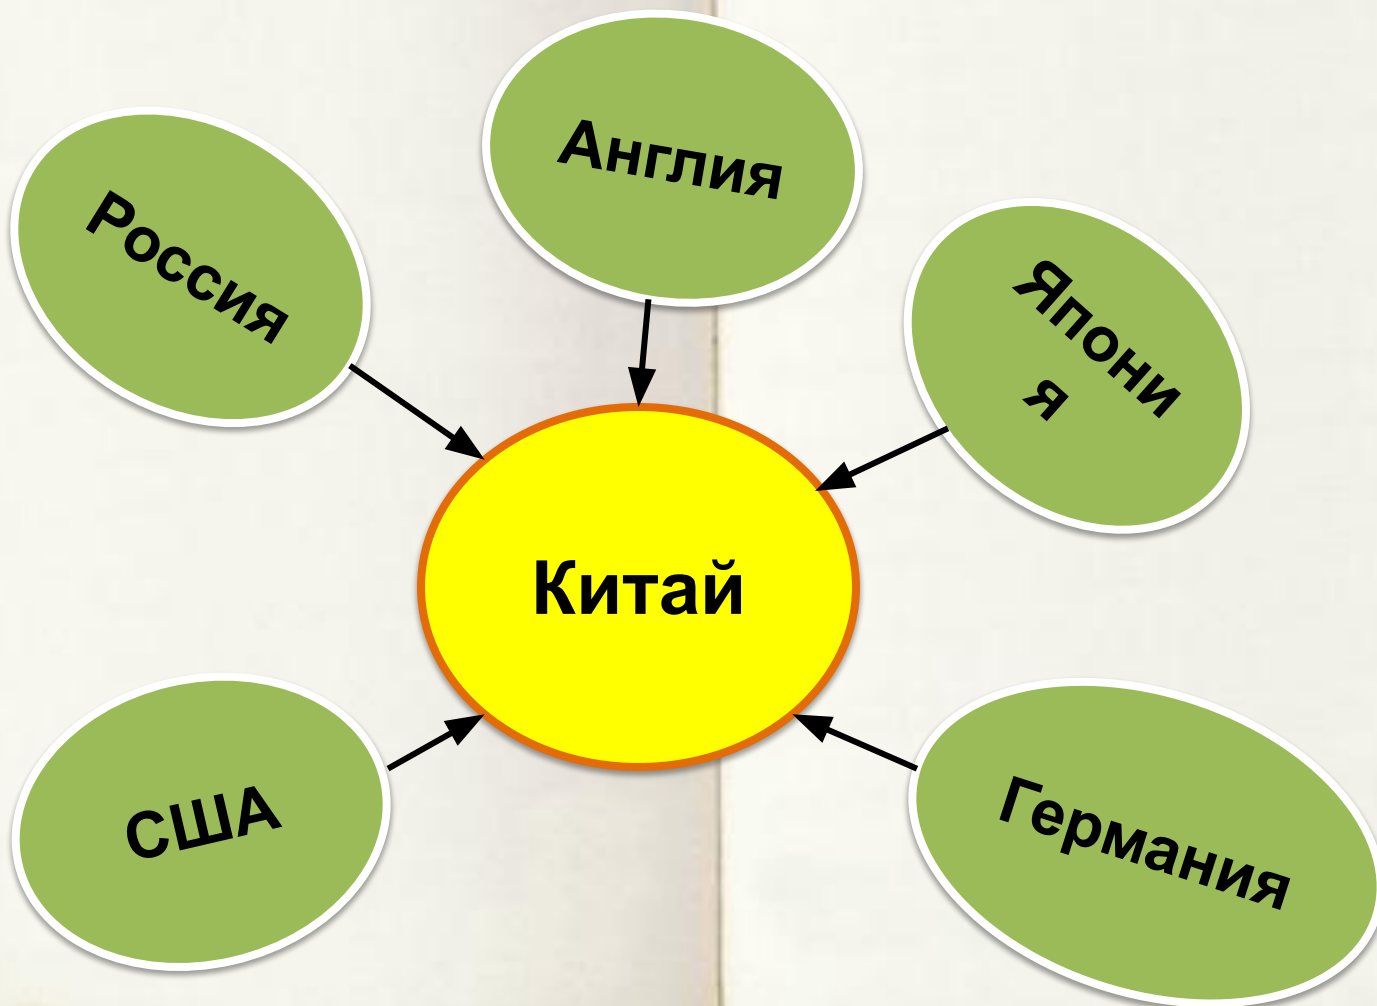 Англия
Россия
Япони
я
Китай
США
Германия